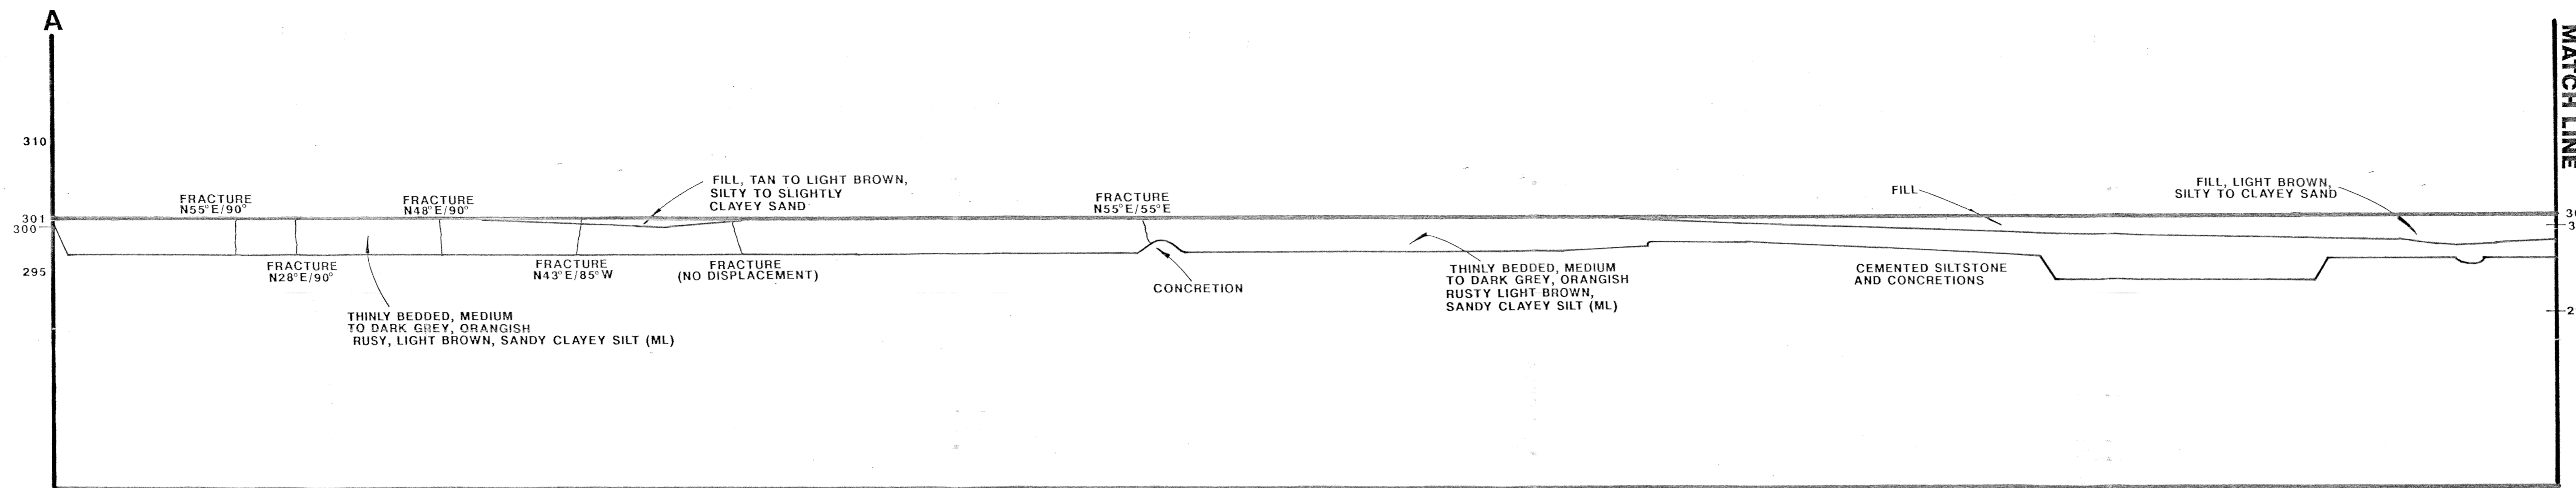 A
MATCH LINE
310
301
300
295
FRACTURE
N55°E/90°
FRACTURE
N28°E/90°
FRACTURE
N48°E/90°
THINLY BEDDED, MEDIUM
TO DARK GREY, ORANGISH
RUSY, LIGHT BROWN, SANDY CLAYEY SILT (ML)
FRACTURE
N43°E/85°W
FILL, TAN TO LIGHT BROWN,
SILTY TO SLIGHTLY
CLAYEY SAND
FRACTURE
(NO DISPLACEMENT)
FRACTURE
N55°E/55°E
CONCRETION
THINLY BEDDED, MEDIUM
TO DARK GREY, ORANGISH
RUSTY LIGHT BROWN,
SANDY CLAYEY SILT (ML)
FILL
CEMENTED SILTSTONE
AND CONCRETIONS
FILL, LIGHT BROWN,
SILTY TO CLAYEY SAND